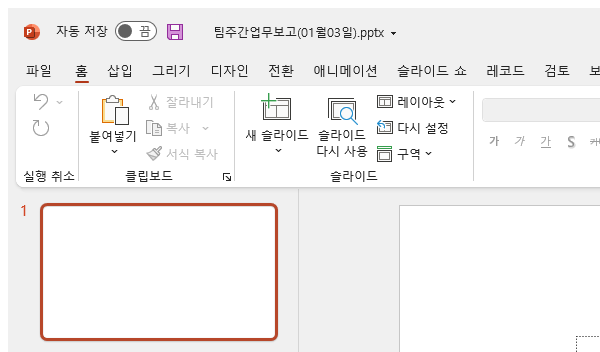 자동 저장 끔 팀주간업무보고(01월03일).pptx
파일 홈 삽입 그리기 디자인 전환 애니메이션 슬라이드 쇼 레코드 검토
붙여넣기 잘라내기 복사 서식 복사
새 슬라이드 슬라이드 다시 사용 레이아웃 다시 설정 구역
가 가 가 S
실행 취소 클립보드 슬라이드
1